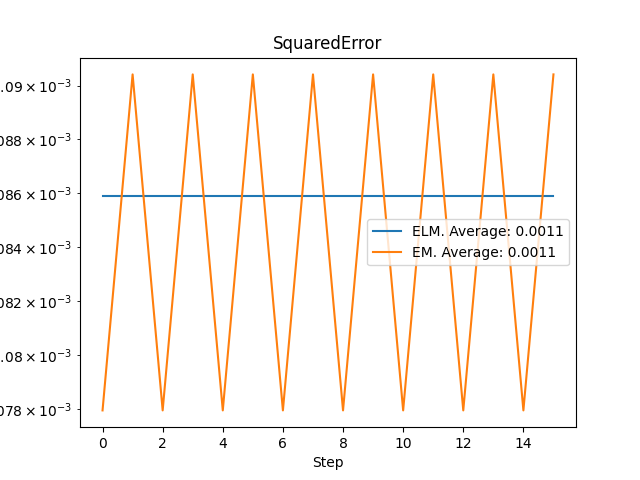 SquaredError
.09 × 10⁻³
088 × 10⁻³
086 × 10⁻³
084 × 10⁻³
082 × 10⁻³
.08 × 10⁻³
078 × 10⁻³
ELM. Average: 0.0011
EM. Average: 0.0011
0 2 4 6 8 10 12 14
Step